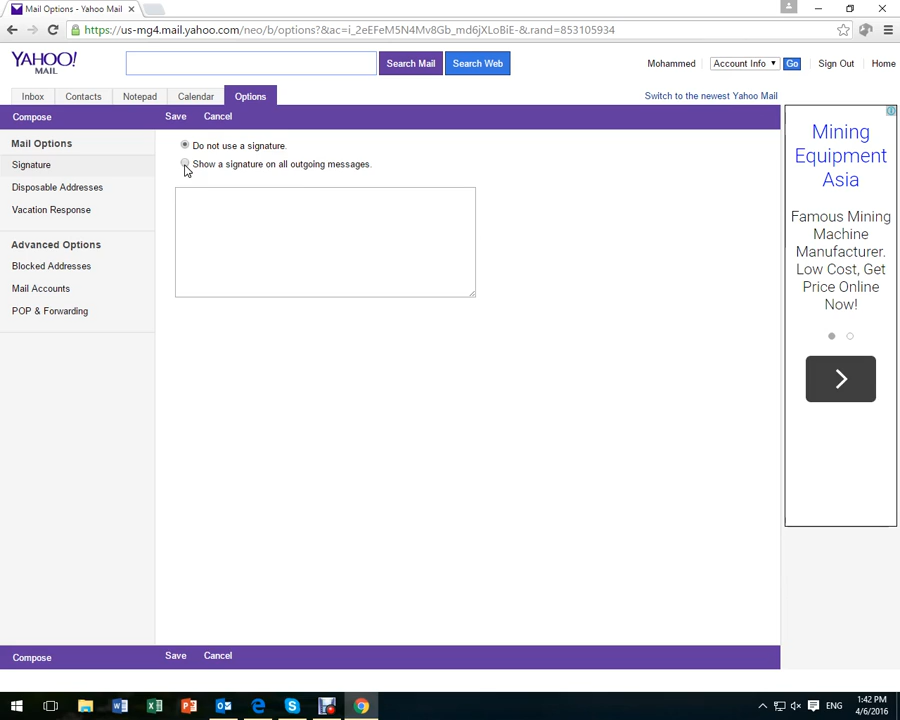 Mail Options - Yahoo Mail
https://us-mg4.mail.yahoo.com/neo/b/options?&ac=i_2eEFeM5N4Mv8Gb_md6jXLoBiE-&.rand=853105934
YAHOO!
MAIL
Search Mail
Search Web
Mohammed
Account Info
Go
Sign Out
Home
Inbox
Contacts
Notepad
Calendar
Options
Switch to the newest Yahoo Mail
Compose
Save
Cancel
Mail Options
Signature
Disposable Addresses
Vacation Response
Advanced Options
Blocked Addresses
Mail Accounts
POP & Forwarding
Do not use a signature.
Show a signature on all outgoing messages.
Mining
Equipment
Asia
Famous Mining
Machine
Manufacturer.
Low Cost, Get
Price Online
Now!
Compose
Save
Cancel
ENG
1:42 PM
4/6/2016